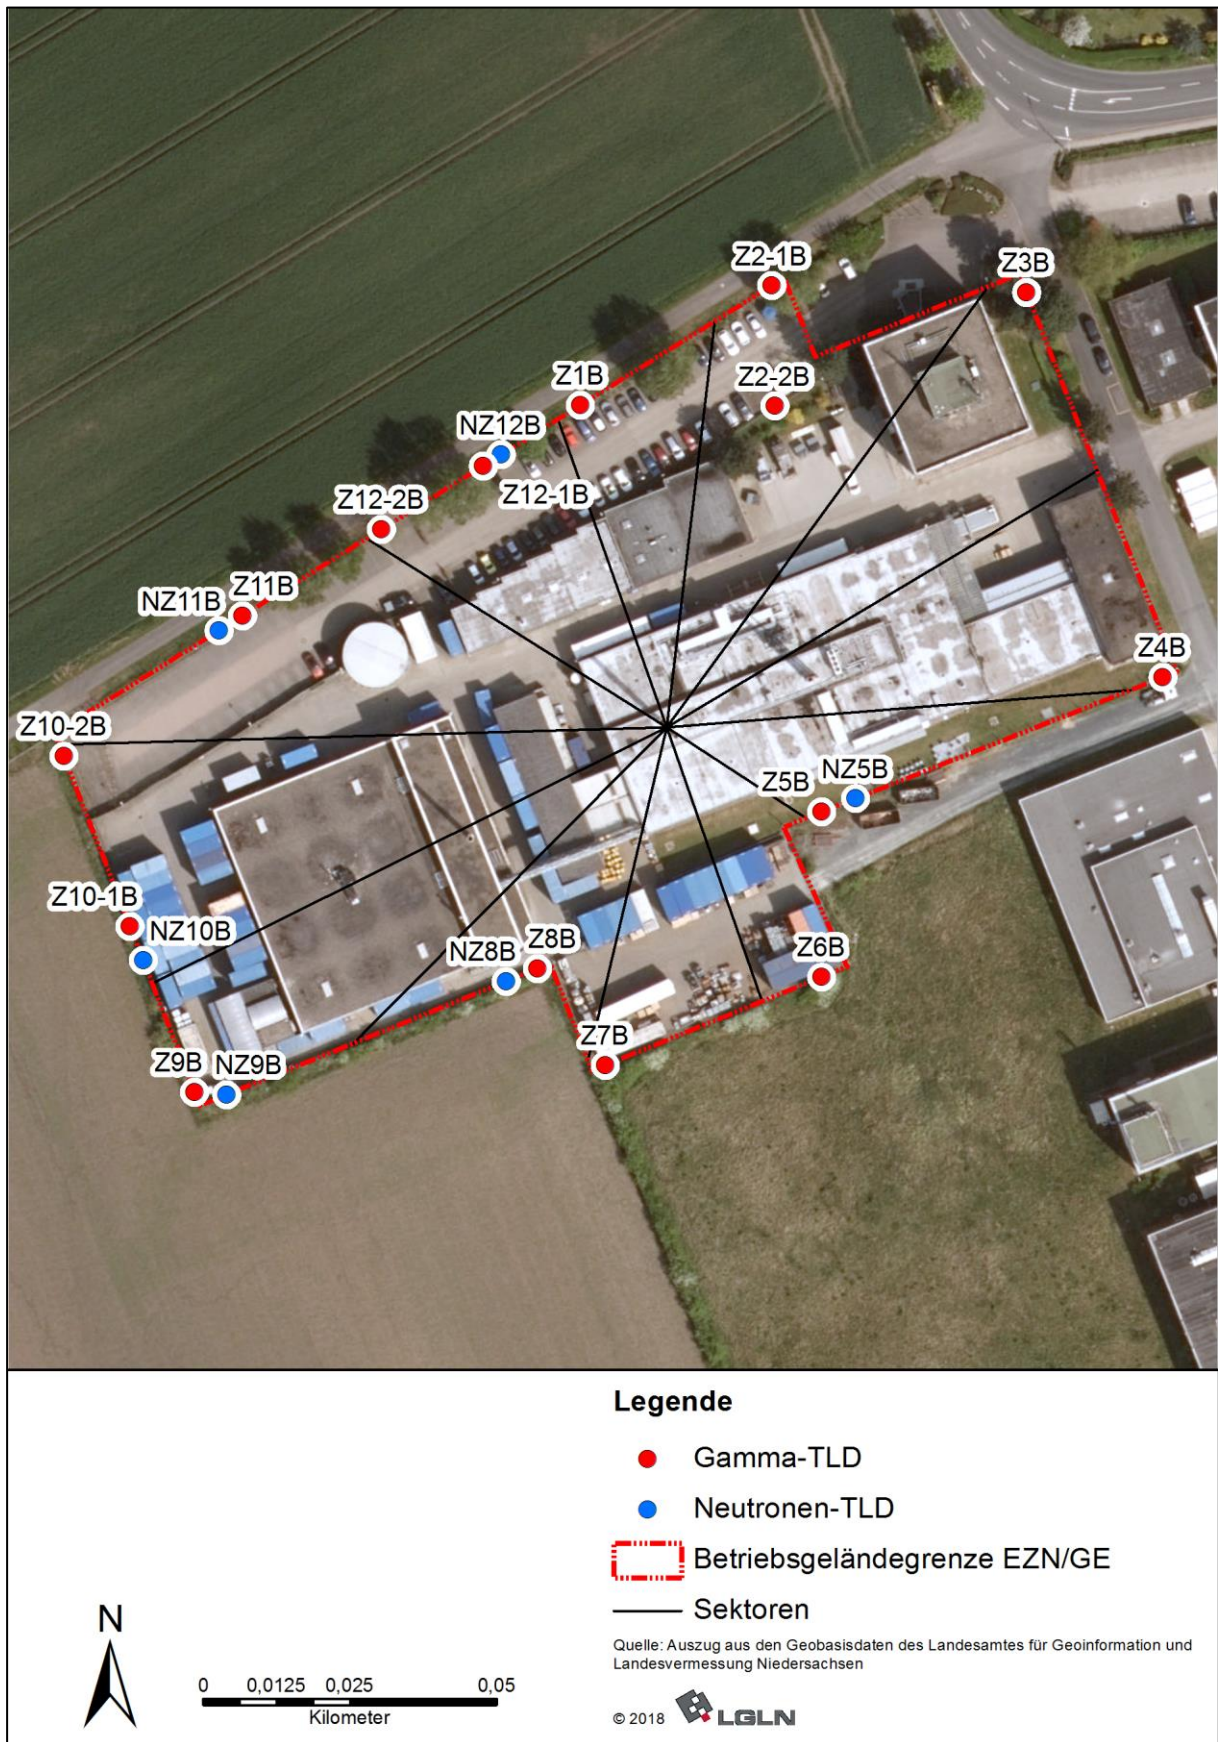 Z2-1B
Z3B
Z1B
Z2-2B
NZ12B
Z12-1B
Z12-2B
Z11B
NZ11B
Z4B
Z10-2B
Z5B
NZ5B
Z10-1B
NZ10B
NZ8B
Z8B
Z6B
Z7B
Z9B
NZ9B
Legende
Gamma-TLD
Neutronen-TLD
Betriebsgeländegrenze EZN/GE
Sektoren
Quelle: Auszug aus den Geobasisdaten des Landesamtes für Geoinformation und
Landesvermessung Niedersachsen
© 2018 LGLN
N
0 0,0125 0,025 0,05
Kilometer